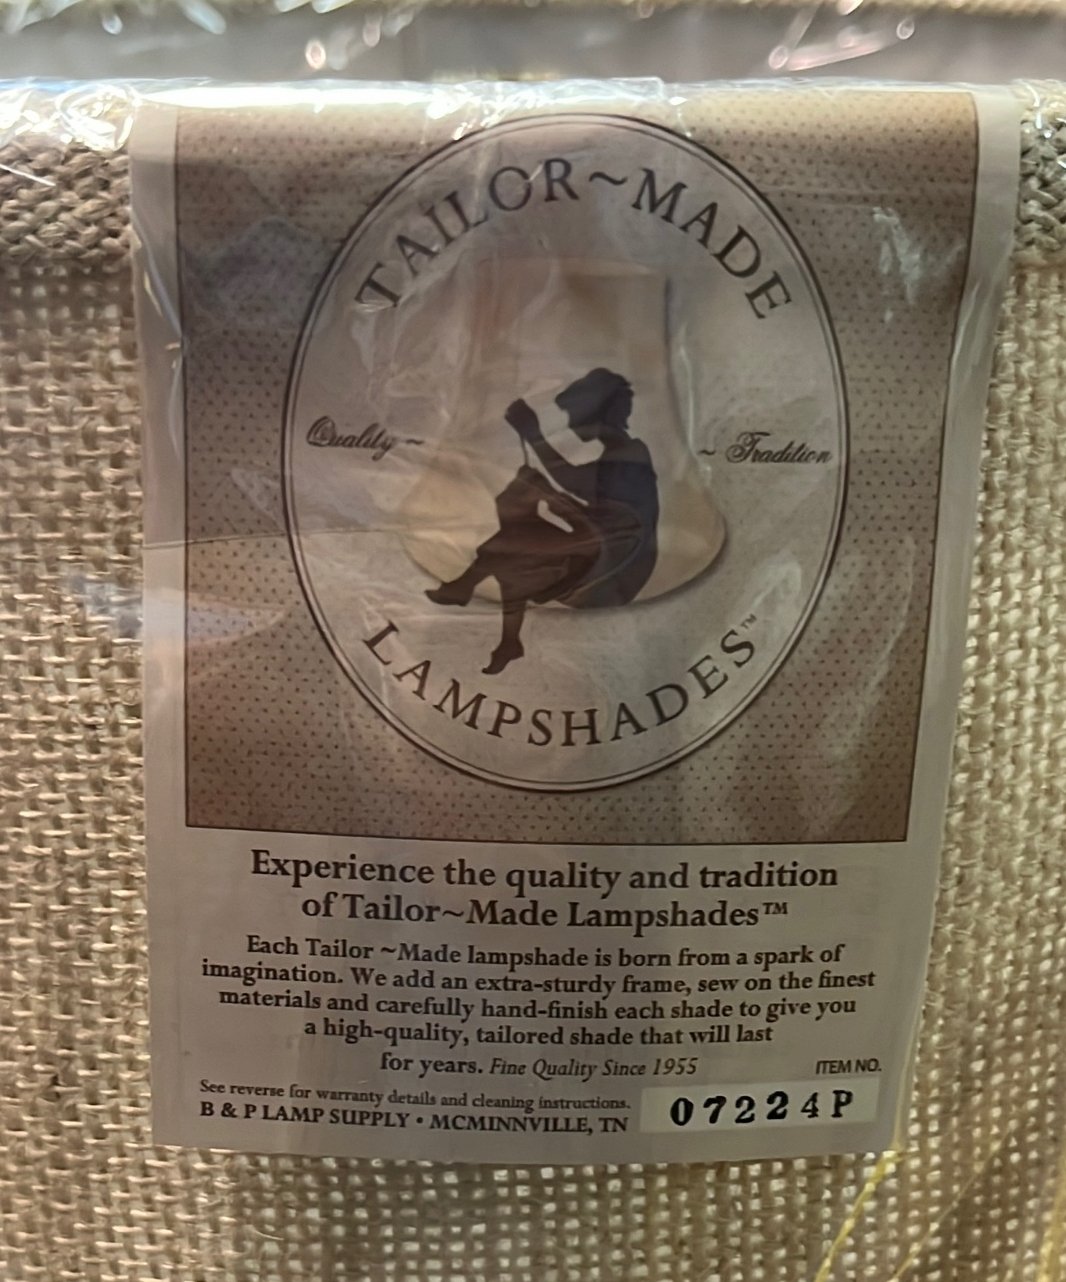 TAILOR~MADE
Quality ~
~ Tradition
LAMPSHADES™
Experience the quality and tradition
of Tailor~Made Lampshades™
Each Tailor ~Made lampshade is born from a spark of
imagination. We add an extra-sturdy frame, sew on the finest
materials and carefully hand-finish each shade to give you
a high-quality, tailored shade that will last
for years. Fine Quality Since 1955
ITEM NO.
See reverse for warranty details and cleaning instructions.
B & P LAMP SUPPLY • MCMINNVILLE, TN
07224P